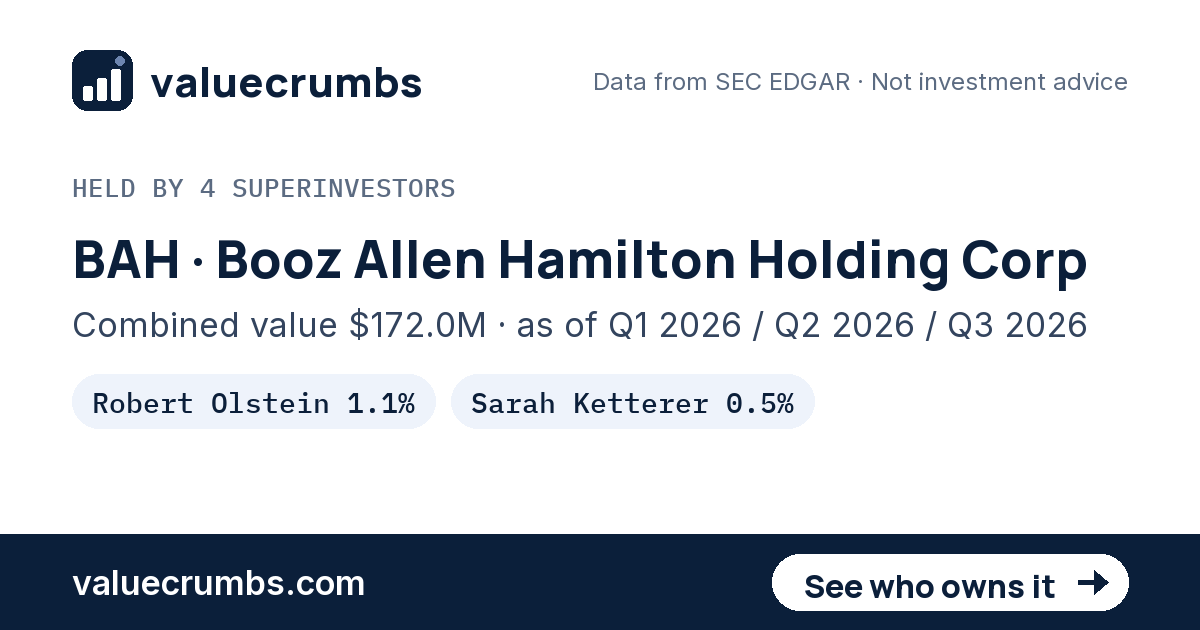 valuecrumbs
Data from SEC EDGAR · Not investment advice
HELD BY 4 SUPERINVESTORS
BAH · Booz Allen Hamilton Holding Corp
Combined value $172.0M · as of Q1 2026 / Q2 2026 / Q3 2026
Robert Olstein 1.1%
Sarah Ketterer 0.5%
valuecrumbs.com
See who owns it →